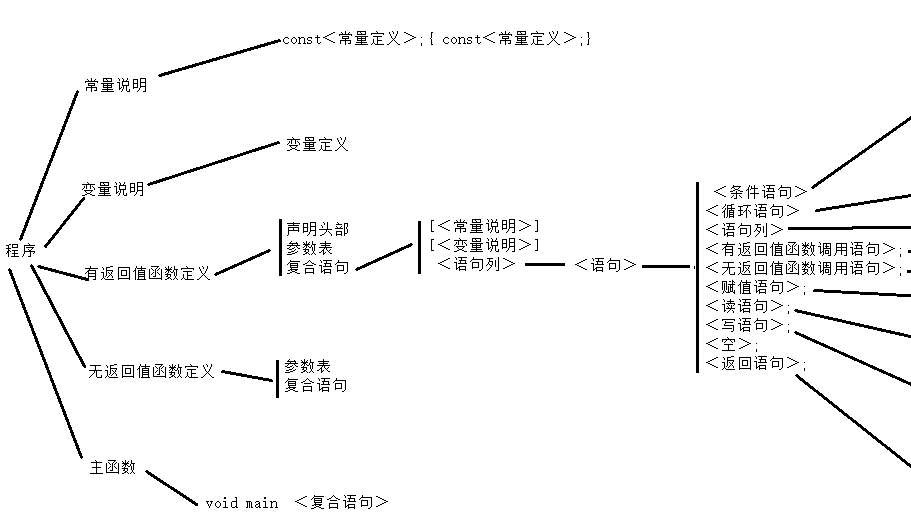 const＜常量定义＞;{ const＜常量定义＞;}
常量说明
变量定义
变量说明
程序
有返回值函数定义
声明头部
参数表
复合语句
[＜常量说明＞]
[＜变量说明＞]
＜语句列＞
＜语句＞
＜条件语句＞
＜循环语句＞
＜语句列＞
＜有返回值函数调用语句＞;
＜无返回值函数调用语句＞;
＜赋值语句＞;
＜读语句＞;
＜写语句＞;
＜空＞;
＜返回语句＞;
无返回值函数定义
参数表
复合语句
主函数
void main ＜复合语句＞